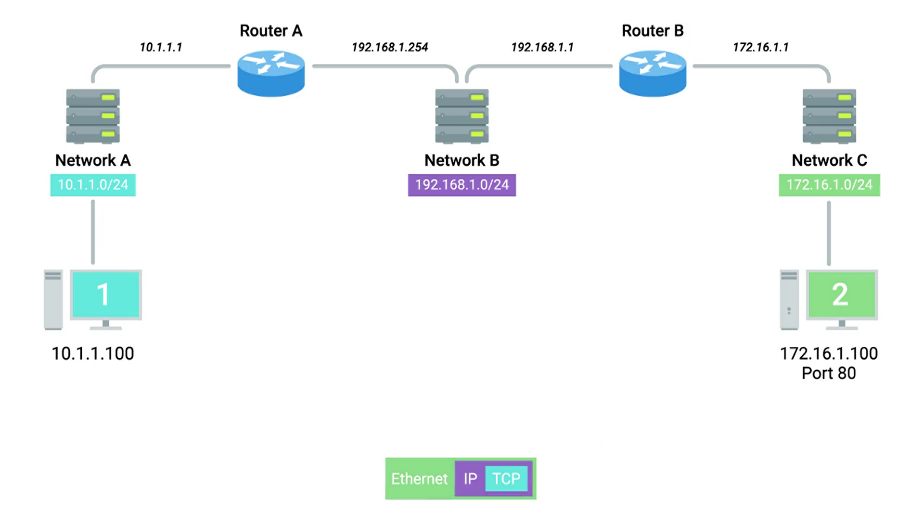 Router A
Router B
10.1.1.1
192.168.1.254
192.168.1.1
172.16.1.1
Network A
Network B
Network C
10.1.1.0/24
192.168.1.0/24
172.16.1.0/24
1
2
10.1.1.100
172.16.1.100
Port 80
Ethernet IP TCP